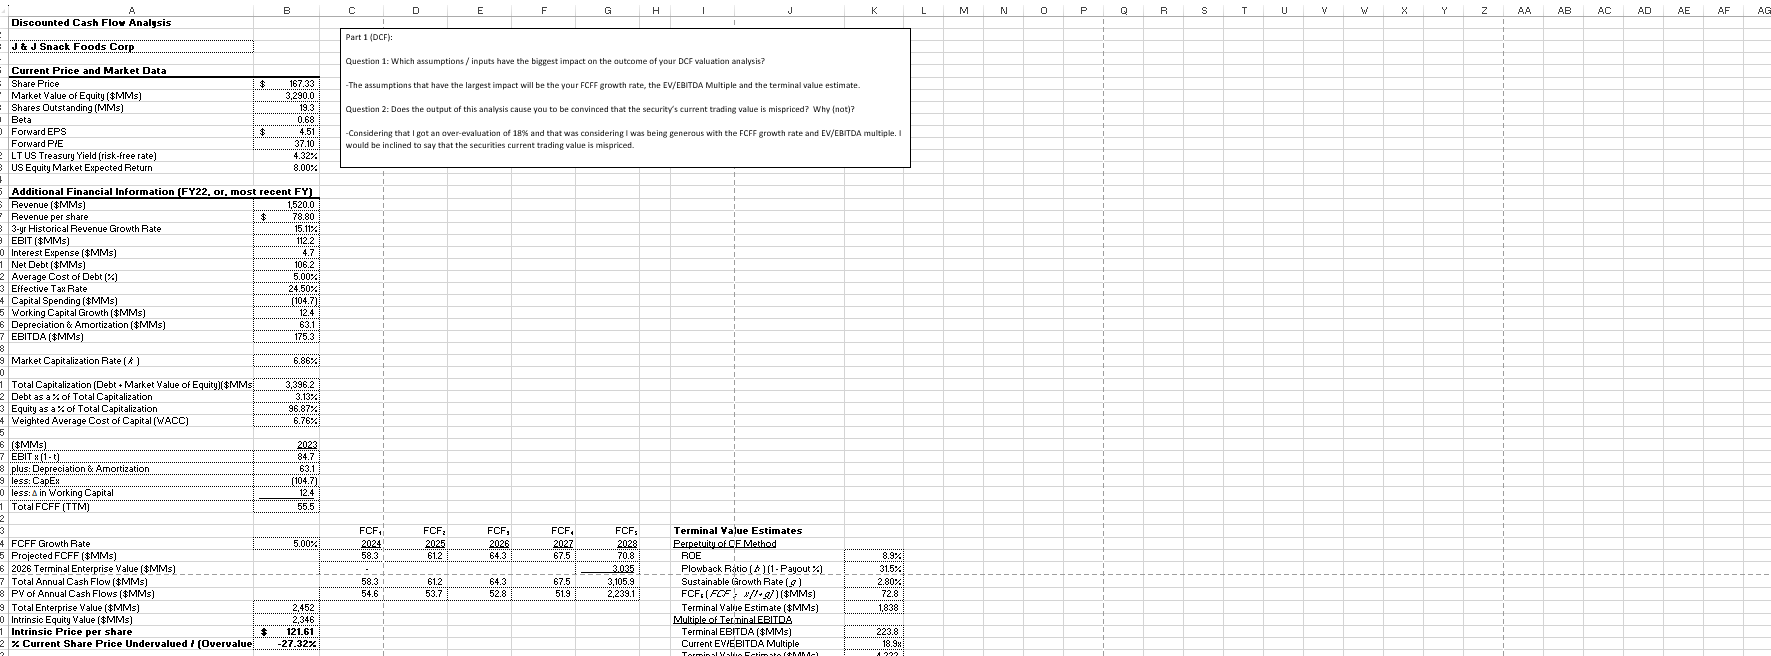 A B C D E F G H I J K L M N O P Q R S T U V W X Y Z AA AB AC AD AE AF AG
Discounted Cash Flow Analysis
J & J Snack Foods Corp
Part 1 (DCF):
Question 1: Which assumptions / inputs have the biggest impact on the outcome of your DCF valuation analysis?
-The assumptions that have the largest impact will be the your FCFF growth rate, the EV/EBITDA Multiple and the terminal value estimate.
Question 2: Does the output of this analysis cause you to be convinced that the security's current trading value is mispriced? Why (not)?
-Considering that I got an over-evaluation of 18% and that was considering I was being generous with the FCFF growth rate and EV/EBITDA multiple. I
would be inclined to say that the securities current trading value is mispriced.
Current Price and Market Data
Share Price $ 167.33
Market Value of Equity ($MMs) 3,290.0
Shares Outstanding (MMs) 19.3
Beta 0.68
Forward EPS $ 4.51
Forward P/E 37.10
LT US Treasury Yield (risk-free rate) 4.32%
US Equity Market Expected Return 8.00%
Additional Financial Information (FY22, or, most recent FY)
Revenue ($MMs) 1,520.0
Revenue per share $ 78.80
3-yr Historical Revenue Growth Rate 15.11%
EBIT ($MMs) 112.2
Interest Expense ($MMs) 4.7
Net Debt ($MMs) 106.2
Average Cost of Debt (%) 5.00%
Effective Tax Rate 24.50%
Capital Spending ($MMs) (104.7)
Working Capital Growth ($MMs) 12.4
Depreciation & Amortization ($MMs) 63.1
EBITDA ($MMs) 175.3
Market Capitalization Rate (k) 6.86%
Total Capitalization (Debt + Market Value of Equity)($MMs 3,396.2
Debt as a % of Total Capitalization 3.13%
Equity as a % of Total Capitalization 96.87%
Weighted Average Cost of Capital (WACC) 6.76%
($MMs) 2023
EBIT x (1 - t) 84.7
plus: Depreciation & Amortization 63.1
less: CapEx (104.7)
less: Δ in Working Capital 12.4
Total FCFF (TTM) 55.5
FCF₁ FCF₂ FCF₃ FCF₄ FCF₅ Terminal Value Estimates
FCFF Growth Rate 5.00% 2024 2025 2026 2027 2028 Perpetuity of CF Method
Projected FCFF ($MMs) 58.3 61.2 64.3 67.5 70.8 ROE 8.9%
2026 Terminal Enterprise Value ($MMs) - 3,035 Plowback Ratio (b) (1- Payout %) 31.5%
Total Annual Cash Flow ($MMs) 58.3 61.2 64.3 67.5 3,105.9 Sustainable Growth Rate (g) 2.80%
PV of Annual Cash Flows ($MMs) 54.6 53.7 52.8 51.9 2,239.1 FCF₆ (FCF₅ x(1+g)) ($MMs) 72.8
Total Enterprise Value ($MMs) 2,452 Terminal Value Estimate ($MMs) 1,838
Intrinsic Equity Value ($MMs) 2,346 Multiple of Terminal EBITDA
Intrinsic Price per share $ 121.61 Terminal EBITDA ($MMs) 223.8
% Current Share Price Undervalued / (Overvalue -27.32% Current EV/EBITDA Multiple 18.9x
Terminal Value Estimate ($MMs) 4,222